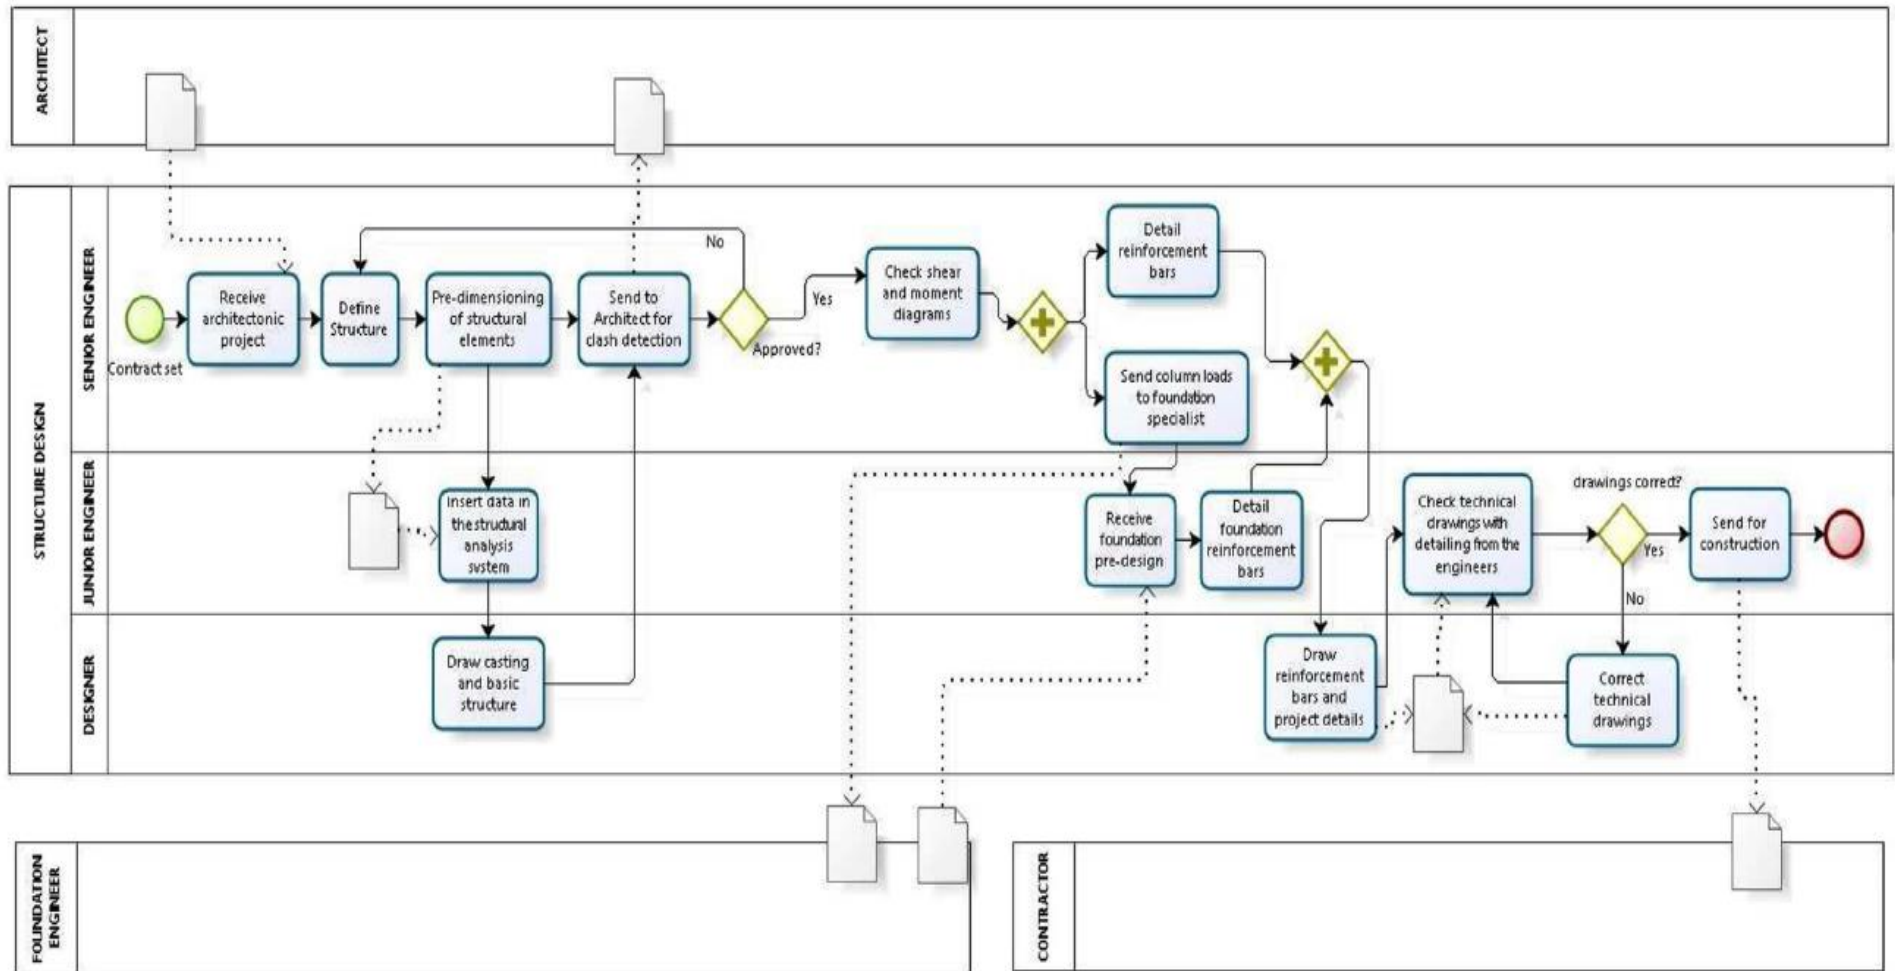 ARCHITECT
STRUCTURE DESIGN
SENIOR ENGINEER
Contract set
Receive
architectonic
project
Define
Structure
Pre-dimensioning
of structural
elements
Send to
Architect for
clash detection
No
Approved?
Yes
Check shear
and moment
diagrams
Detail
reinforcement
bars
Send column loads
to foundation
specialist
JUNIOR ENGINEER
Insert data in
the structural
analysis
system
Receive
foundation
pre-design
Detail
foundation
reinforcement
bars
Check technical
drawings with
detailing from the
engineers
drawings correct?
Yes
No
Send for
construction
DESIGNER
Draw casting
and basic
structure
Draw
reinforcement
bars and
project details
Correct
technical
drawings
FOUNDATION
ENGINEER
CONTRACTOR